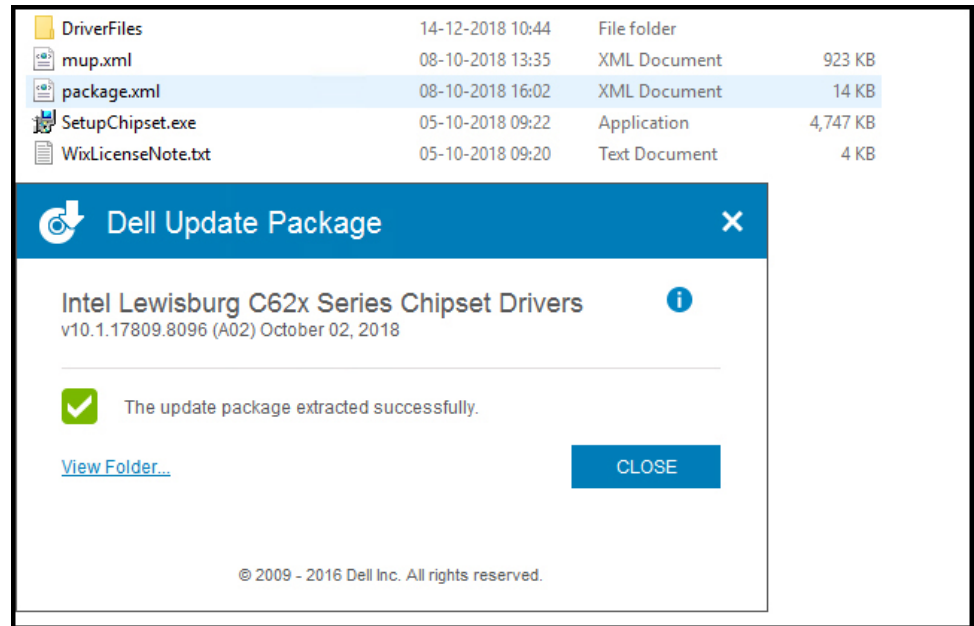 DriverFiles 14-12-2018 10:44 File folder
mup.xml 08-10-2018 13:35 XML Document 923 KB
package.xml 08-10-2018 16:02 XML Document 14 KB
SetupChipset.exe 05-10-2018 09:22 Application 4,747 KB
WixLicenseNote.txt 05-10-2018 09:20 Text Document 4 KB
Dell Update Package
Intel Lewisburg C62x Series Chipset Drivers
v10.1.17809.8096 (A02) October 02, 2018
The update package extracted successfully.
View Folder...
CLOSE
© 2009 - 2016 Dell Inc. All rights reserved.